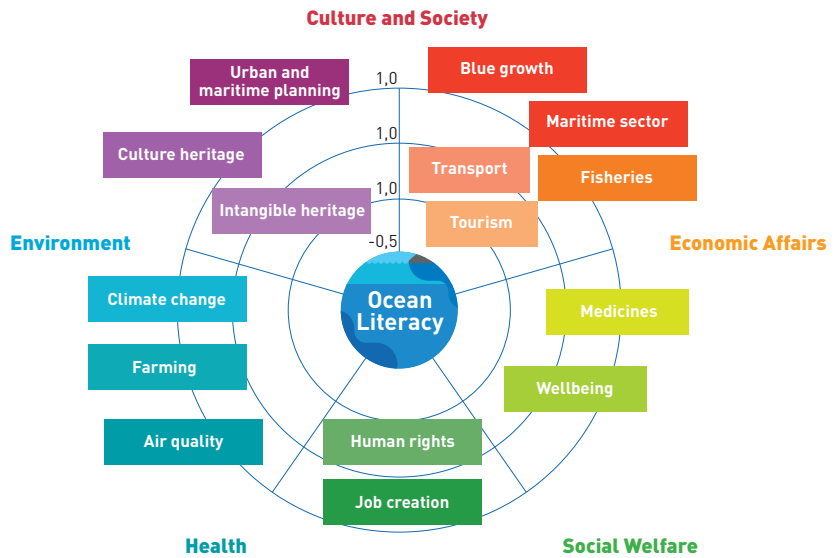 Culture and Society
Urban and
maritime planning
1,0
Blue growth
Maritime sector
Culture heritage
1,0
Transport
Fisheries
Intangible heritage
1,0
Tourism
Environment
-0,5
Economic Affairs
Climate change
Ocean
Literacy
Medicines
Farming
Wellbeing
Air quality
Human rights
Job creation
Health
Social Welfare